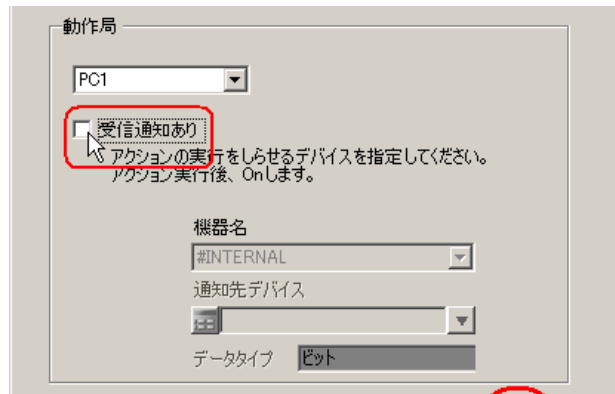 動作局
PC1
受信通知あり
アクションの実行をしらせるデバイスを指定してください。
アクション実行後、Onします。
機器名
#INTERNAL
通知先デバイス
データタイプ ビット